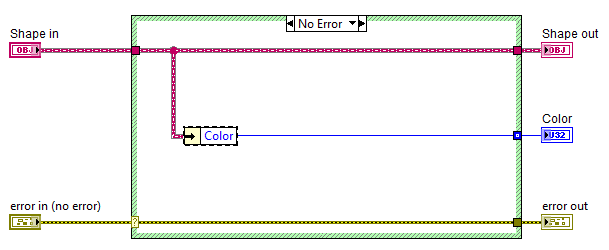 No Error
Shape in
Shape out
OBJ
OBJ
Color
Color
U32
error in (no error)
error out
?